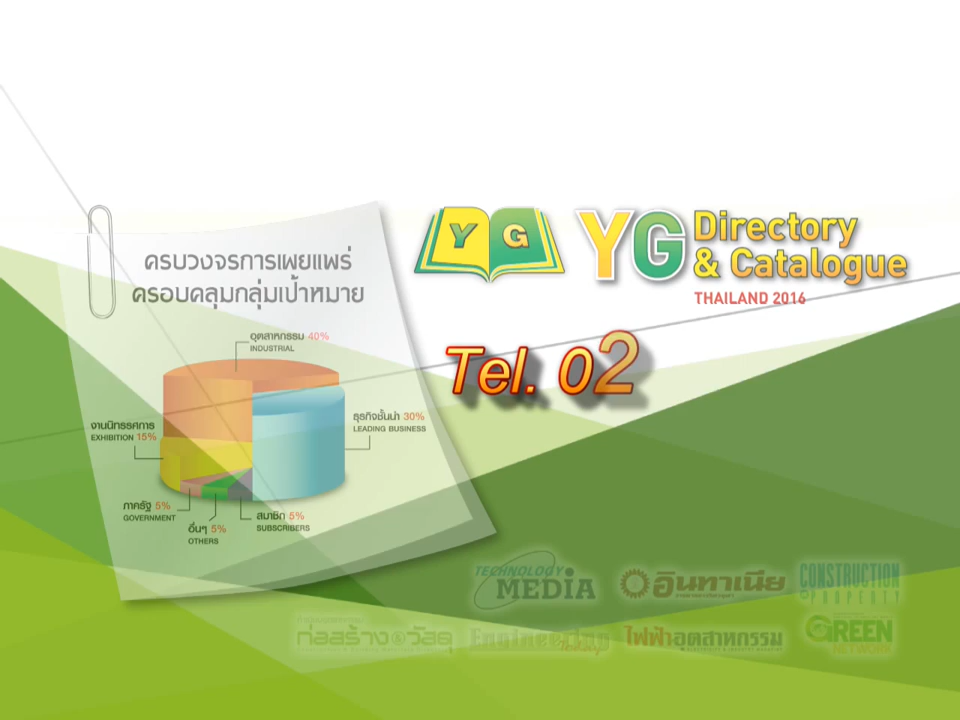 ครบวงจรการเผยแพร่
ครอบคลุมกลุ่มเป้าหมาย
อุตสาหกรรม 40%
INDUSTRIAL
ธุรกิจชั้นนำ 30%
LEADING BUSINESS
งานนิทรรศการ
EXHIBITION 15%
ภาครัฐ 5%
GOVERNMENT
อื่นๆ 5%
OTHERS
สมาชิก 5%
SUBSCRIBERS
Y G
YG Directory
& Catalogue
THAILAND 2016
Tel. 02
TECHNOLOGY
MEDIA
อินทาเนีย
CONSTRUCTION
PROPERTY
ก่อสร้าง วัสดุ
Engineering
Today
ไฟฟ้าอุตสาหกรรม
GREEN
NETWORK